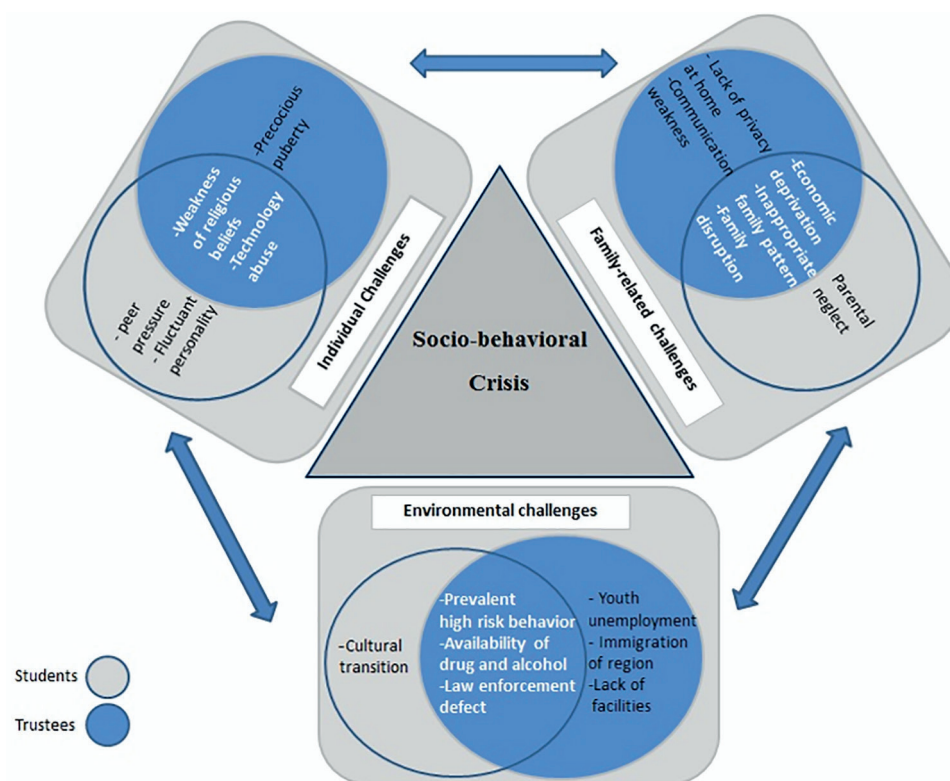 -Precocious
puberty
-Weakness
of religious
beliefs
-Technology
abuse
- peer
pressure
- Fluctuant
personality
Individual Challenges
- Lack of privacy
at home
-Communication
weakness
-Economic
deprivation
-Inappropriate
family pattern
-Family
disruption
Parental
neglect
Family-related challenges
Socio-behavioral
Crisis
Environmental challenges
-Cultural
transition
-Prevalent
high risk behavior
-Availability of
drug and alcohol
-Law enforcement
defect
- Youth
unemployment
- Immigration
of region
-Lack of
facilities
Students
Trustees